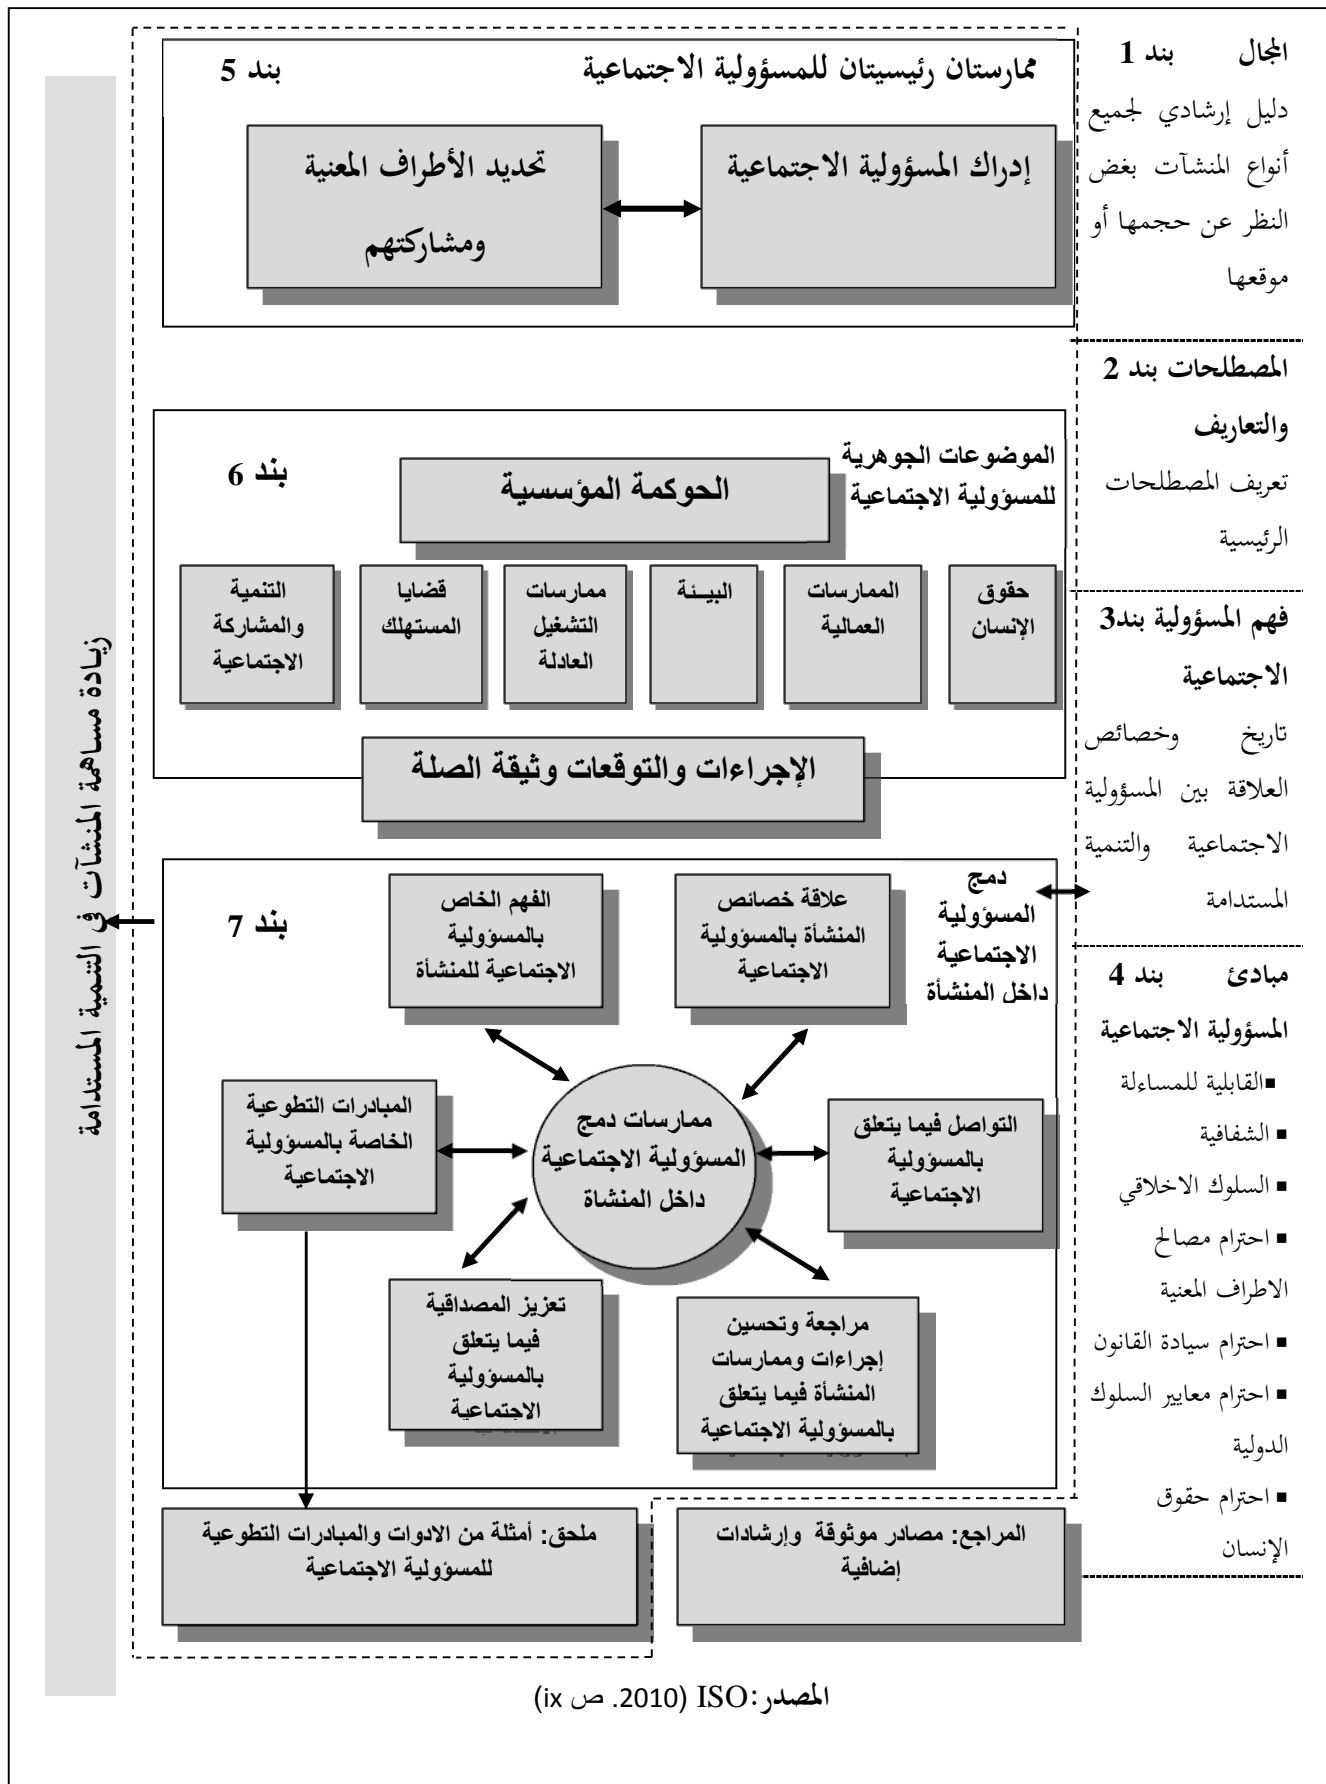 المجال بند 1
دليل إرشادي لجميع
أنواع المنشآت بغض
النظر عن حجمها أو
موقعها
المصطلحات بند 2
والتعاريف
تعريف المصطلحات
الرئيسية
فهم المسؤولية بند3
الاجتماعية
تاريخ وخصائص
العلاقة بين المسؤولية
الاجتماعية والتنمية
المستدامة
مبادئ بند 4
المسؤولية الاجتماعية
■القابلية للمساءلة
■ الشفافية
■ السلوك الاخلاقي
■ احترام مصالح
الاطراف المعنية
■ احترام سيادة القانون
■ احترام معايير السلوك
الدولية
■ احترام حقوق
الإنسان
ممارستان رئيسيتان للمسؤولية الاجتماعية بند 5
إدراك المسؤولية الاجتماعية
تحديد الأطراف المعنية
ومشاركتهم
الموضوعات الجوهرية
للمسؤولية الاجتماعية
بند 6
الحوكمة المؤسسية
حقوق
الإنسان
الممارسات
العمالية
البيــئة
ممارسات
التشغيل
العادلة
قضايا
المستهلك
التنمية
والمشاركة
الاجتماعية
الإجراءات والتوقعات وثيقة الصلة
دمج
المسؤولية
الاجتماعية
داخل المنشأة
بند 7
علاقة خصائص
المنشأة بالمسؤولية
الاجتماعية
الفهم الخاص
بالمسؤولية
الاجتماعية للمنشأة
ممارسات دمج
المسؤولية الاجتماعية
داخل المنشاة
التواصل فيما يتعلق
بالمسؤولية
الاجتماعية
المبادرات التطوعية
الخاصة بالمسؤولية
الاجتماعية
مراجعة وتحسين
إجراءات وممارسات
المنشأة فيما يتعلق
بالمسؤولية الاجتماعية
تعزيز المصداقية
فيما يتعلق
بالمسؤولية
الاجتماعية
المراجع: مصادر موثوقة وإرشادات
إضافية
ملحق: أمثلة من الادوات والمبادرات التطوعية
للمسؤولية الاجتماعية
زيادة مساهمة المنشآت في التنمية المستدامة
المصدر:ISO (2010. ص ix)